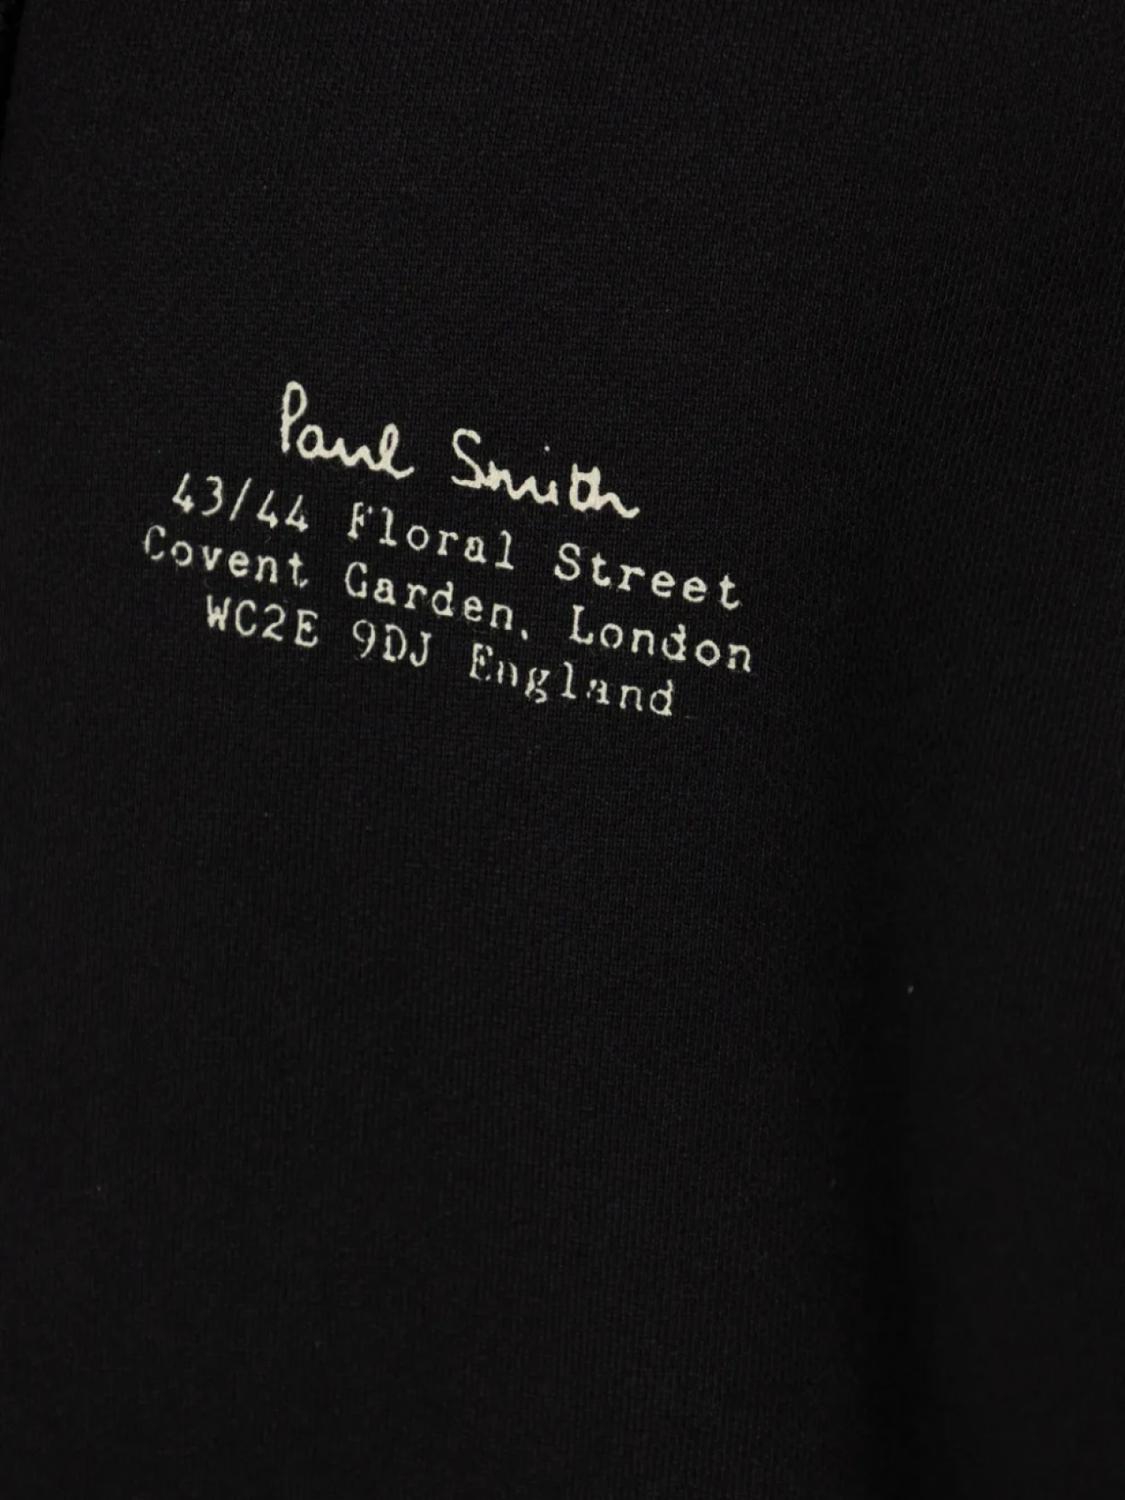 Paul Smith
43/44 Floral Street
Covent Garden, London
WC2E 9DJ England